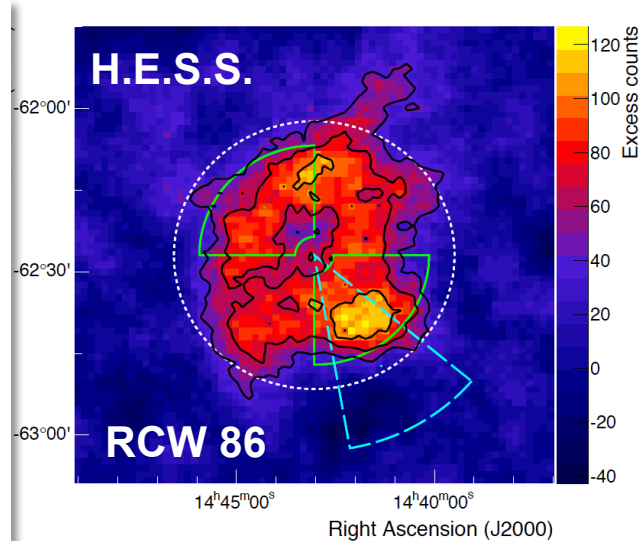 H.E.S.S.
RCW 86
-62°00'
-62°30'
-63°00'
14ʰ45ᵐ00ˢ
14ʰ40ᵐ00ˢ
Right Ascension (J2000)
Excess counts
120
100
80
60
40
20
0
-20
-40